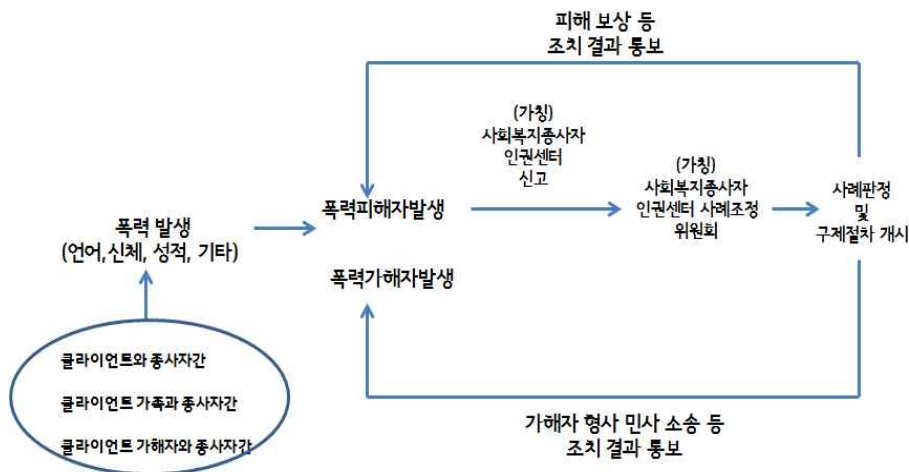 피해 보상 등
조치 결과 통보
(가칭)
사회복지종사자
인권센터
신고
(가칭)
사회복지종사자
인권센터 사례조정
위원회
사례판정
및
구제절차 개시
폭력피해자발생
폭력 발생
(언어,신체, 성적, 기타)
폭력가해자발생
클라이언트와 종사자간
클라이언트 가족과 종사자간
클라이언트 가해자와 종사자간
가해자 형사 민사 소송 등
조치 결과 통보